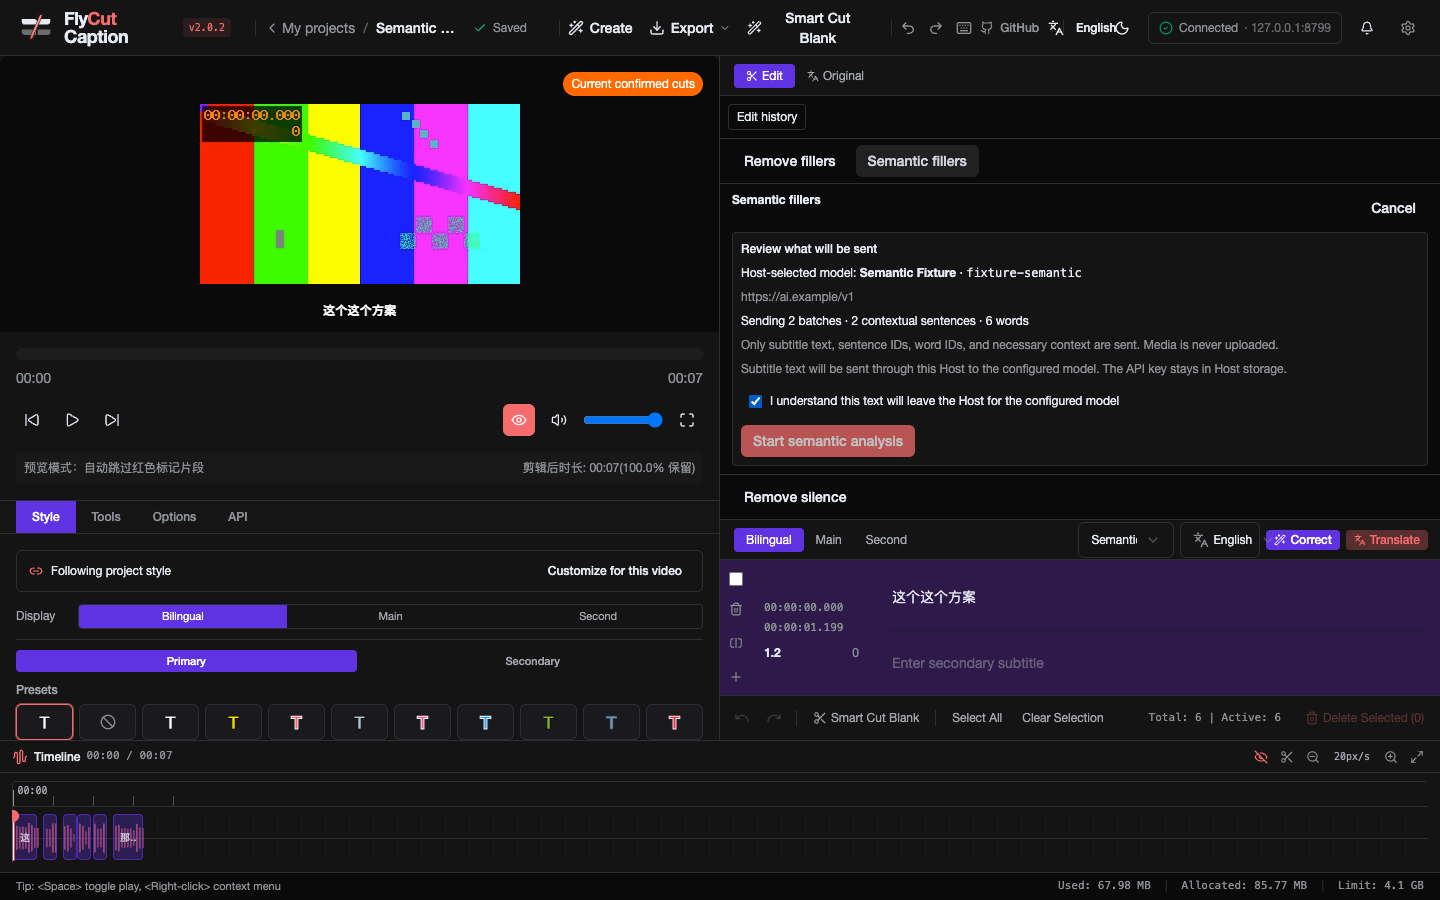 FlyCut
Caption
v2.0.2
My projects / Semantic ...
Saved
Create
Export
Smart Cut
Blank
GitHub
English
Connected · 127.0.0.1:8799
Current confirmed cuts
00:00:00.000
0
这个这个方案
00:00
00:07
预览模式：自动跳过红色标记片段
剪辑后时长: 00:07(100.0% 保留)
Style
Tools
Options
API
Following project style
Customize for this video
Display
Bilingual
Main
Second
Primary
Secondary
Presets
T T T T T T T T T T
Edit
Original
Edit history
Remove fillers
Semantic fillers
Semantic fillers
Cancel
Review what will be sent
Host-selected model: Semantic Fixture · fixture-semantic
https://ai.example/v1
Sending 2 batches · 2 contextual sentences · 6 words
Only subtitle text, sentence IDs, word IDs, and necessary context are sent. Media is never uploaded.
Subtitle text will be sent through this Host to the configured model. The API key stays in Host storage.
I understand this text will leave the Host for the configured model
Start semantic analysis
Remove silence
Bilingual
Main
Second
Semantic
English
Correct
Translate
00:00:00.000
00:00:01.199
1.2
0
这个这个方案
Enter secondary subtitle
Smart Cut Blank
Select All
Clear Selection
Total: 6 | Active: 6
Delete Selected (0)
Timeline
00:00 / 00:07
20px/s
00:00
这
那..
Tip: <Space> toggle play, <Right-click> context menu
Used: 67.98 MB
Allocated: 85.77 MB
Limit: 4.1 GB